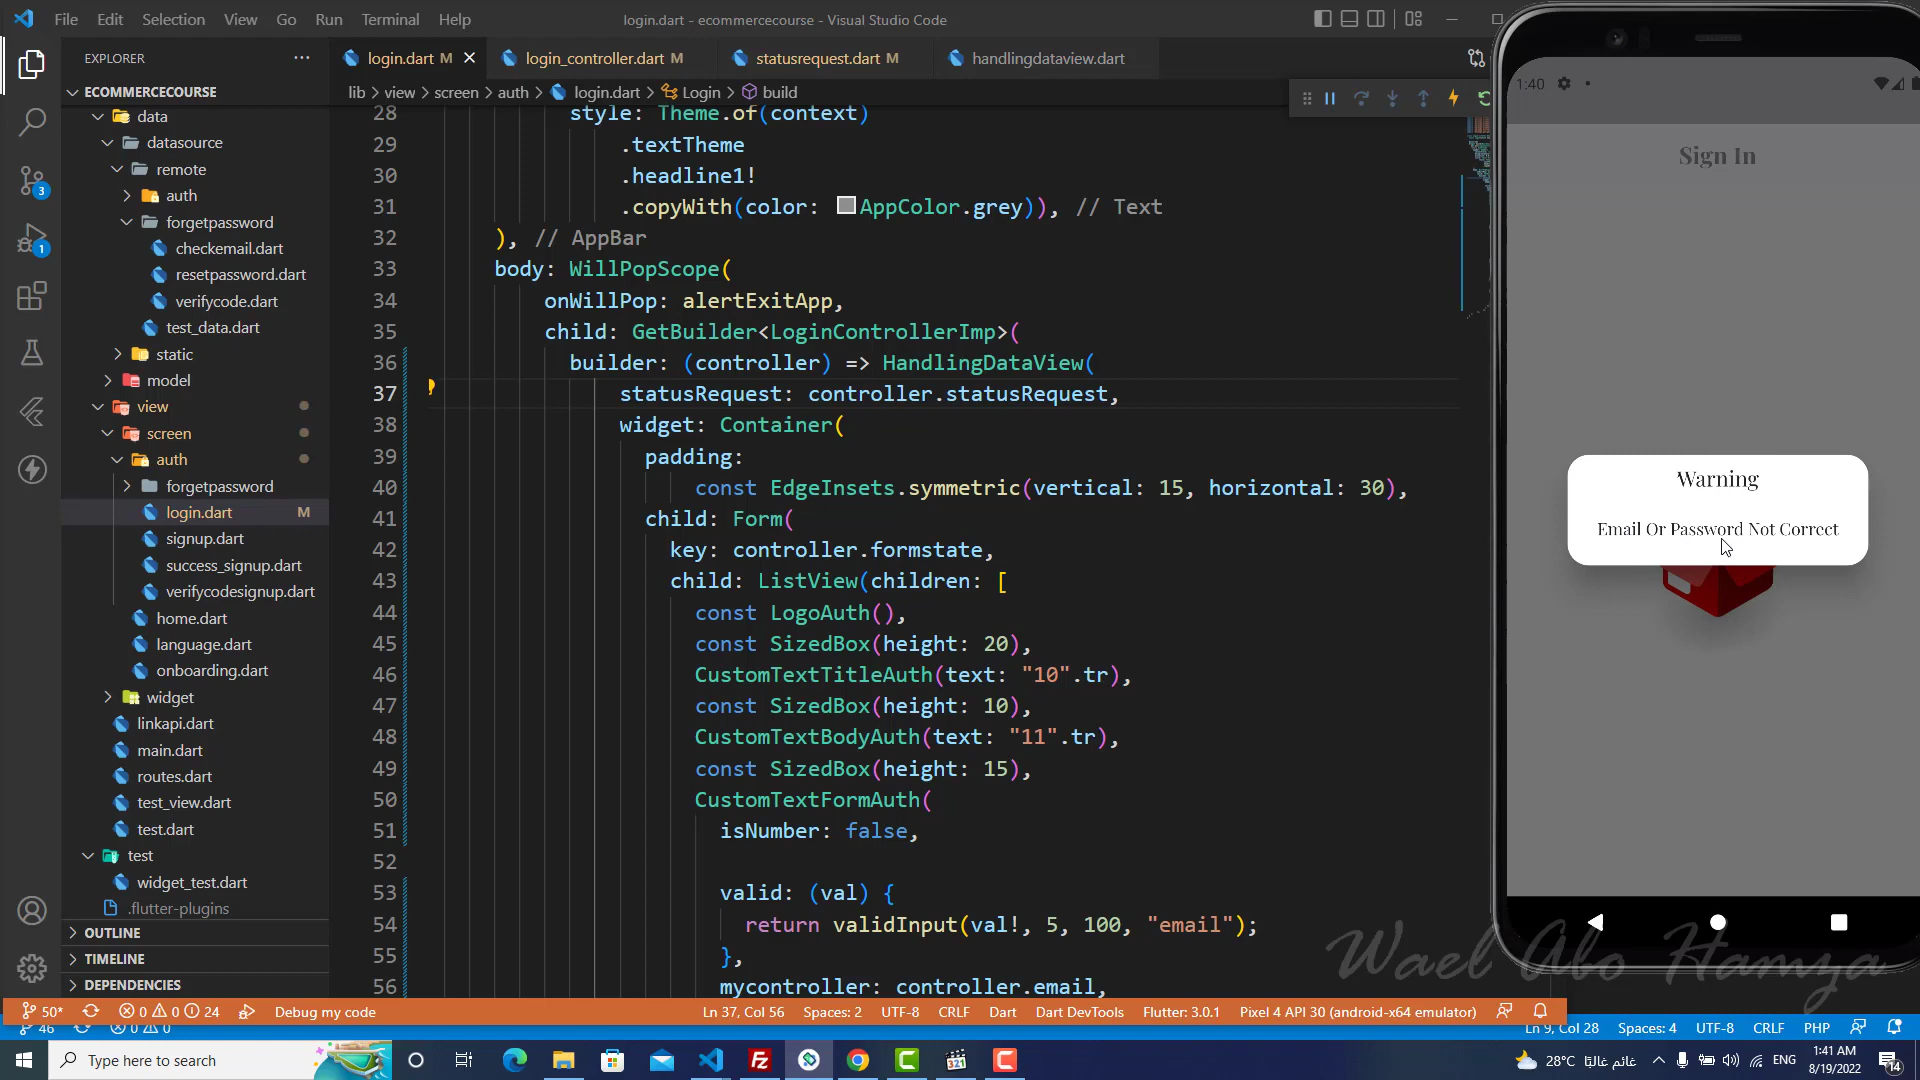 File Edit Selection View Go Run Terminal Help
login.dart - ecommercecourse - Visual Studio Code
EXPLORER
login.dart M
login_controller.dart M
statusrequest.dart M
handlingdataview.dart
lib > view > screen > auth > login.dart > Login > build
ECOMMERCECOURSE
data
datasource
remote
auth
forgetpassword
checkemail.dart
resetpassword.dart
verifycode.dart
test_data.dart
static
model
view
screen
auth
forgetpassword
login.dart M
signup.dart
success_signup.dart
verifycodesignup.dart
home.dart
language.dart
onboarding.dart
widget
linkapi.dart
main.dart
routes.dart
test_view.dart
test.dart
test
widget_test.dart
.flutter-plugins
OUTLINE
TIMELINE
DEPENDENCIES
3
1
28 style: Theme.of(context)
29 .textTheme
30 .headline1!
31 .copyWith(color: AppColor.grey)), // Text
32 ), // AppBar
33 body: WillPopScope(
34 onWillPop: alertExitApp,
35 child: GetBuilder<LoginControllerImp>(
36 builder: (controller) => HandlingDataView(
37 statusRequest: controller.statusRequest,
38 widget: Container(
39 padding:
40 const EdgeInsets.symmetric(vertical: 15, horizontal: 30),
41 child: Form(
42 key: controller.formstate,
43 child: ListView(children: [
44 const LogoAuth(),
45 const SizedBox(height: 20),
46 CustomTextTitleAuth(text: "10".tr),
47 const SizedBox(height: 10),
48 CustomTextBodyAuth(text: "11".tr),
49 const SizedBox(height: 15),
50 CustomTextFormAuth(
51 isNumber: false,
52
53 valid: (val) {
54 return validInput(val!, 5, 100, "email");
55 },
56 mycontroller: controller.email,
1:40
Sign In
Warning
Email Or Password Not Correct
Wael Abo Hamza
50* 0 0 24 Debug my code Ln 37, Col 56 Spaces: 2 UTF-8 CRLF Dart Dart DevTools Flutter: 3.0.1 Pixel 4 API 30 (android-x64 emulator)
46 0 0 Ln 9, Col 28 Spaces: 4 UTF-8 CRLF PHP
Type here to search
28°C غائم غالبًا ENG
1:41 AM
8/19/2022
14